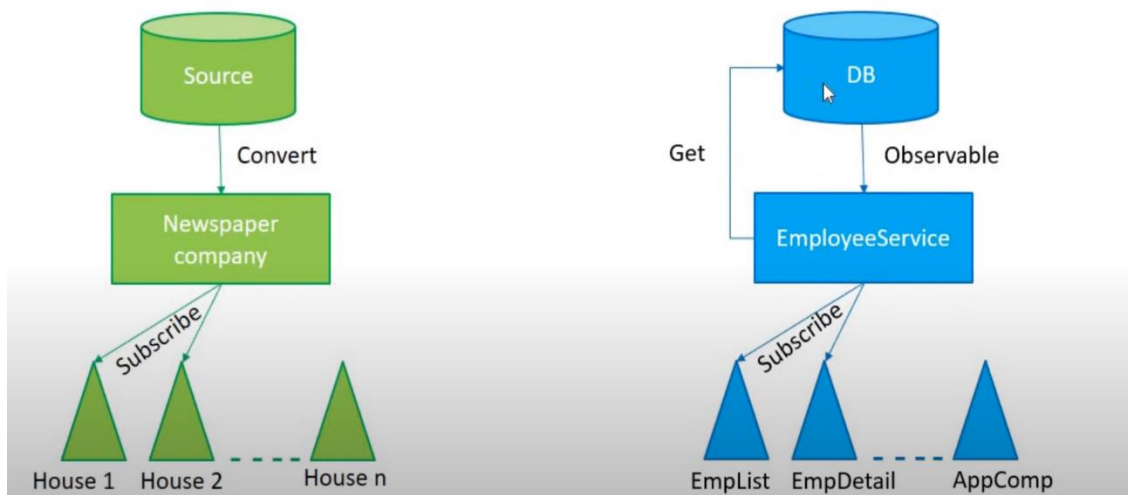 Source
Convert
Newspaper
company
Subscribe
House 1
House 2
House n
DB
Get
Observable
EmployeeService
Subscribe
EmpList
EmpDetail
AppComp